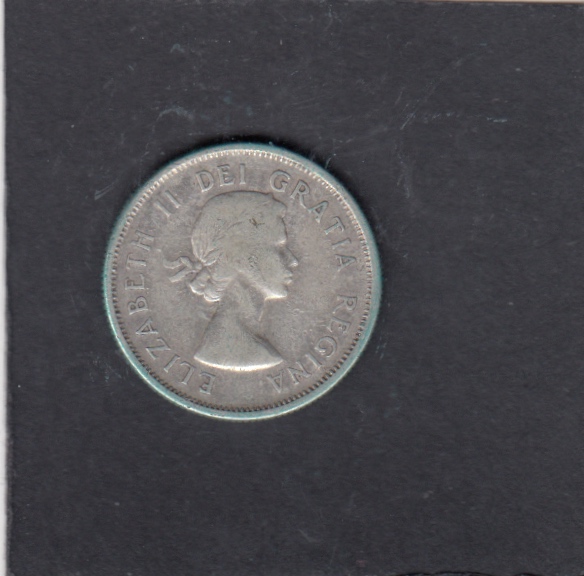 ELIZABETH II DEI GRATIA REGINA